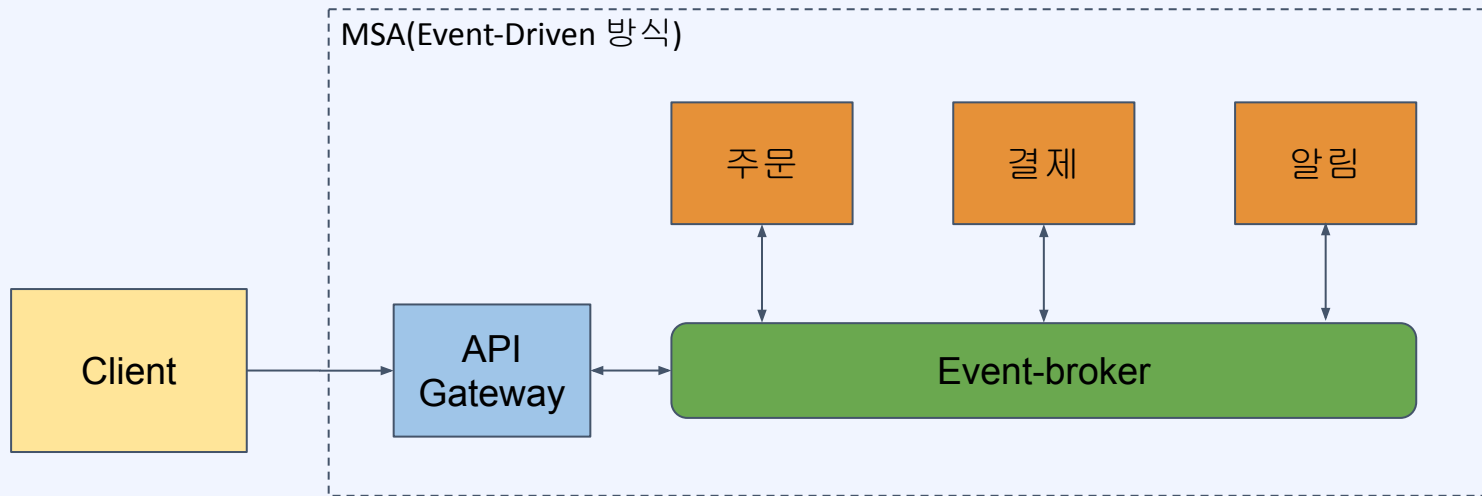 MSA(Event-Driven 방식)
주문
결제
알림
Client
API
Gateway
Event-broker